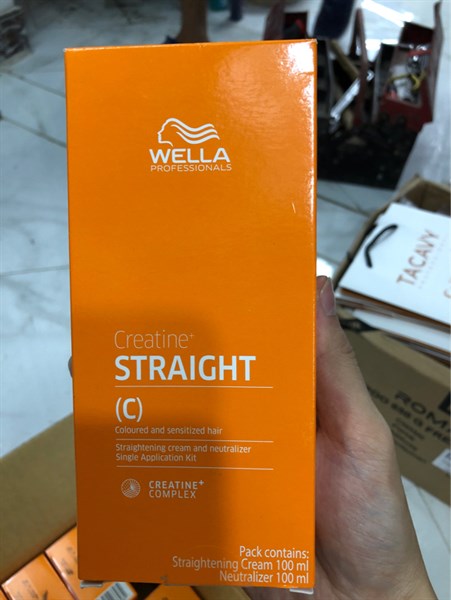 WELLA
PROFESSIONALS
Creatine+
STRAIGHT
(C)
Coloured and sensitized hair
Straightening cream and neutralizer
Single Application Kit
CREATINE+
COMPLEX
Pack contains:
Straightening Cream 100 ml
Neutralizer 100 ml
TACAVY
ROMA